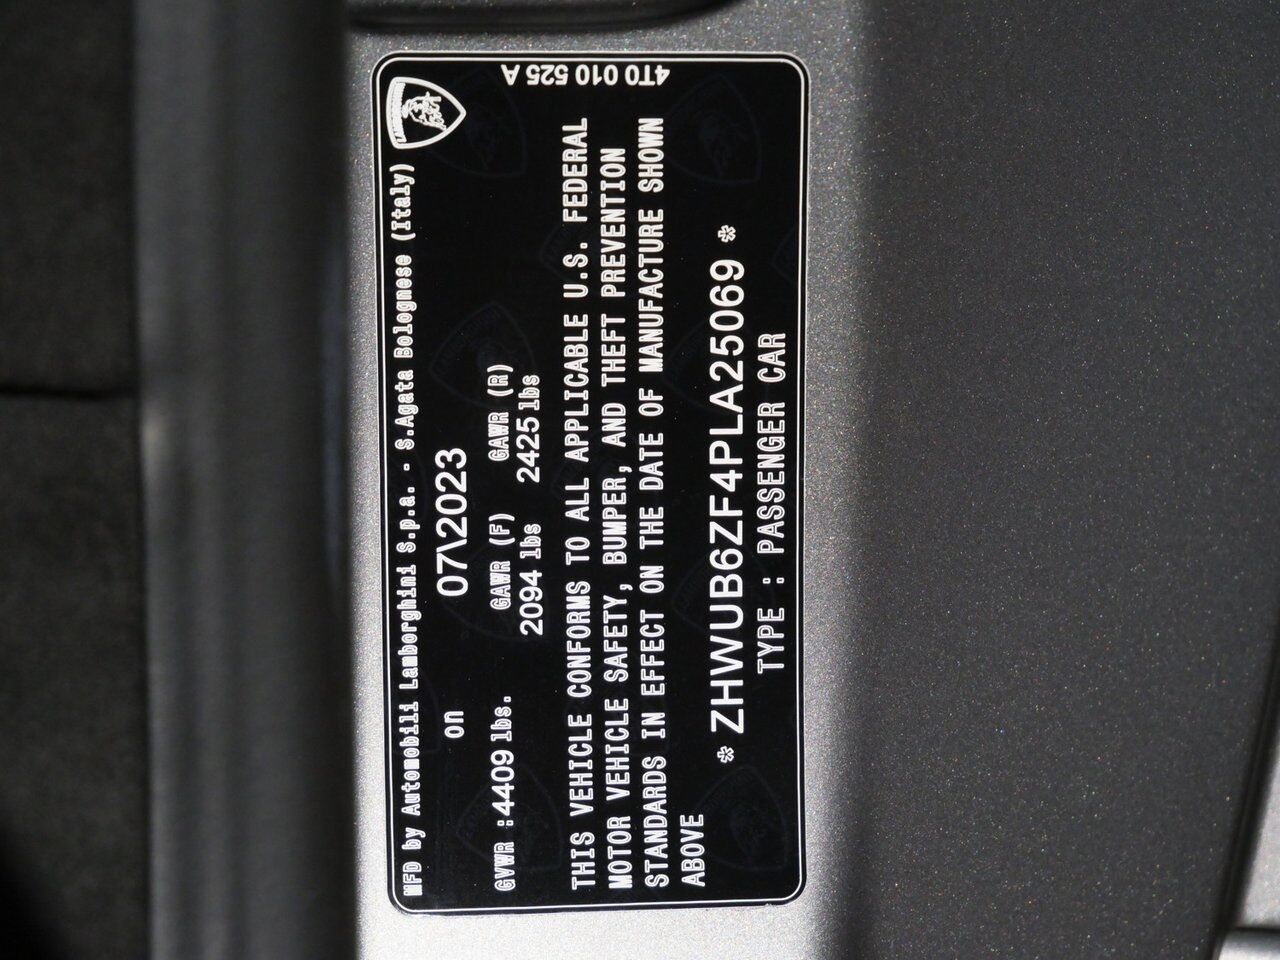 MFD by Automobili Lamborghini S.p.a. - S.Agata Bolognese (Italy)
on 07\2023
GVWR : 4409 lbs. GAWR (F) GAWR (R)
2094 lbs 2425 lbs
THIS VEHICLE CONFORMS TO ALL APPLICABLE U.S. FEDERAL
MOTOR VEHICLE SAFETY, BUMPER, AND THEFT PREVENTION
STANDARDS IN EFFECT ON THE DATE OF MANUFACTURE SHOWN
ABOVE
* ZHWUB6ZF4PLA25069 *
TYPE : PASSENGER CAR
4T0 010 525 A